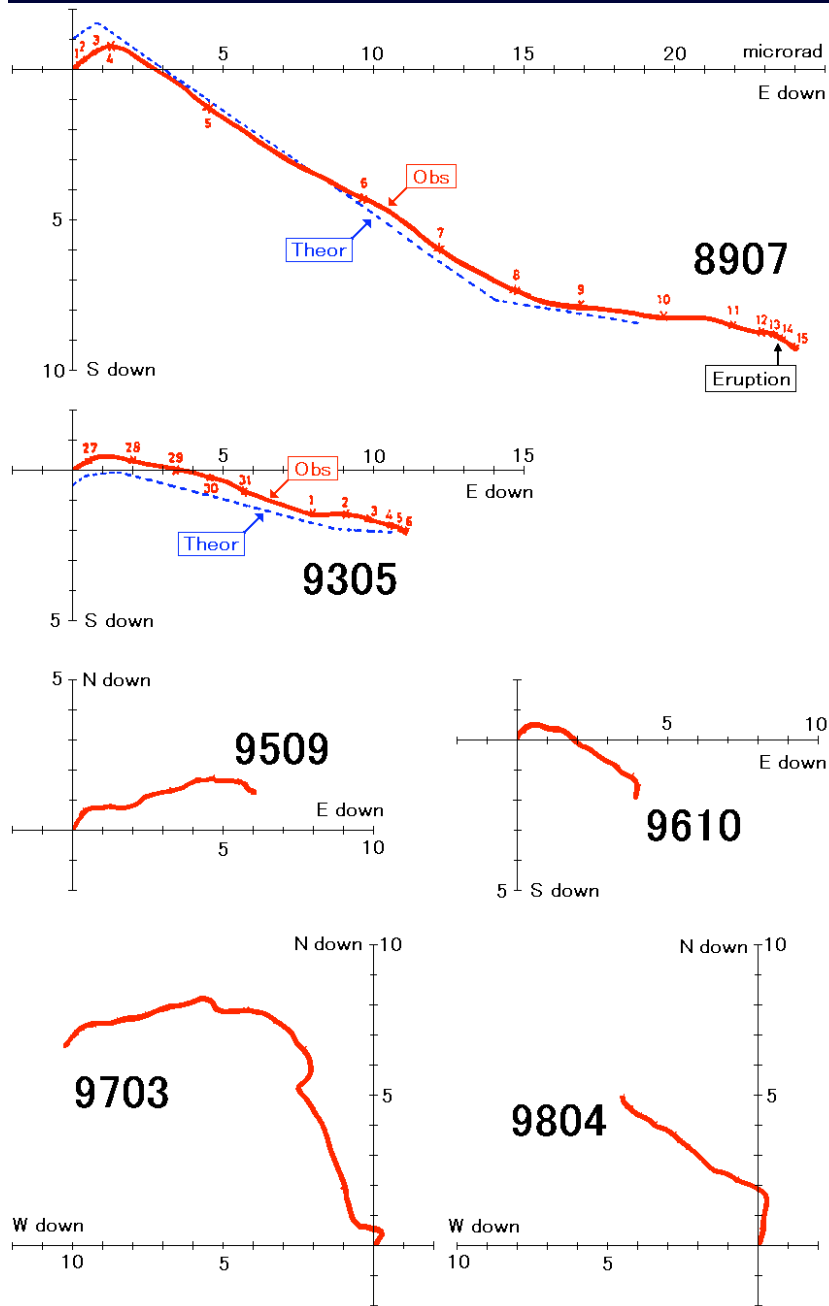 5 10 15 20 microrad
E down
1 2 3 4 5 6 7 8 9 10 11 12 13 14 15
Obs
Theor
8907
Eruption
5
10 S down
27 28 29 30 31 1 2 3 4 5 6
5 10 15
E down
Obs
Theor
9305
5 S down
5 N down
9509
E down
5 10
5 10
E down
9610
5 S down
N down 10
9703
5
W down
10 5
N down 10
9804
5
W down
10 5